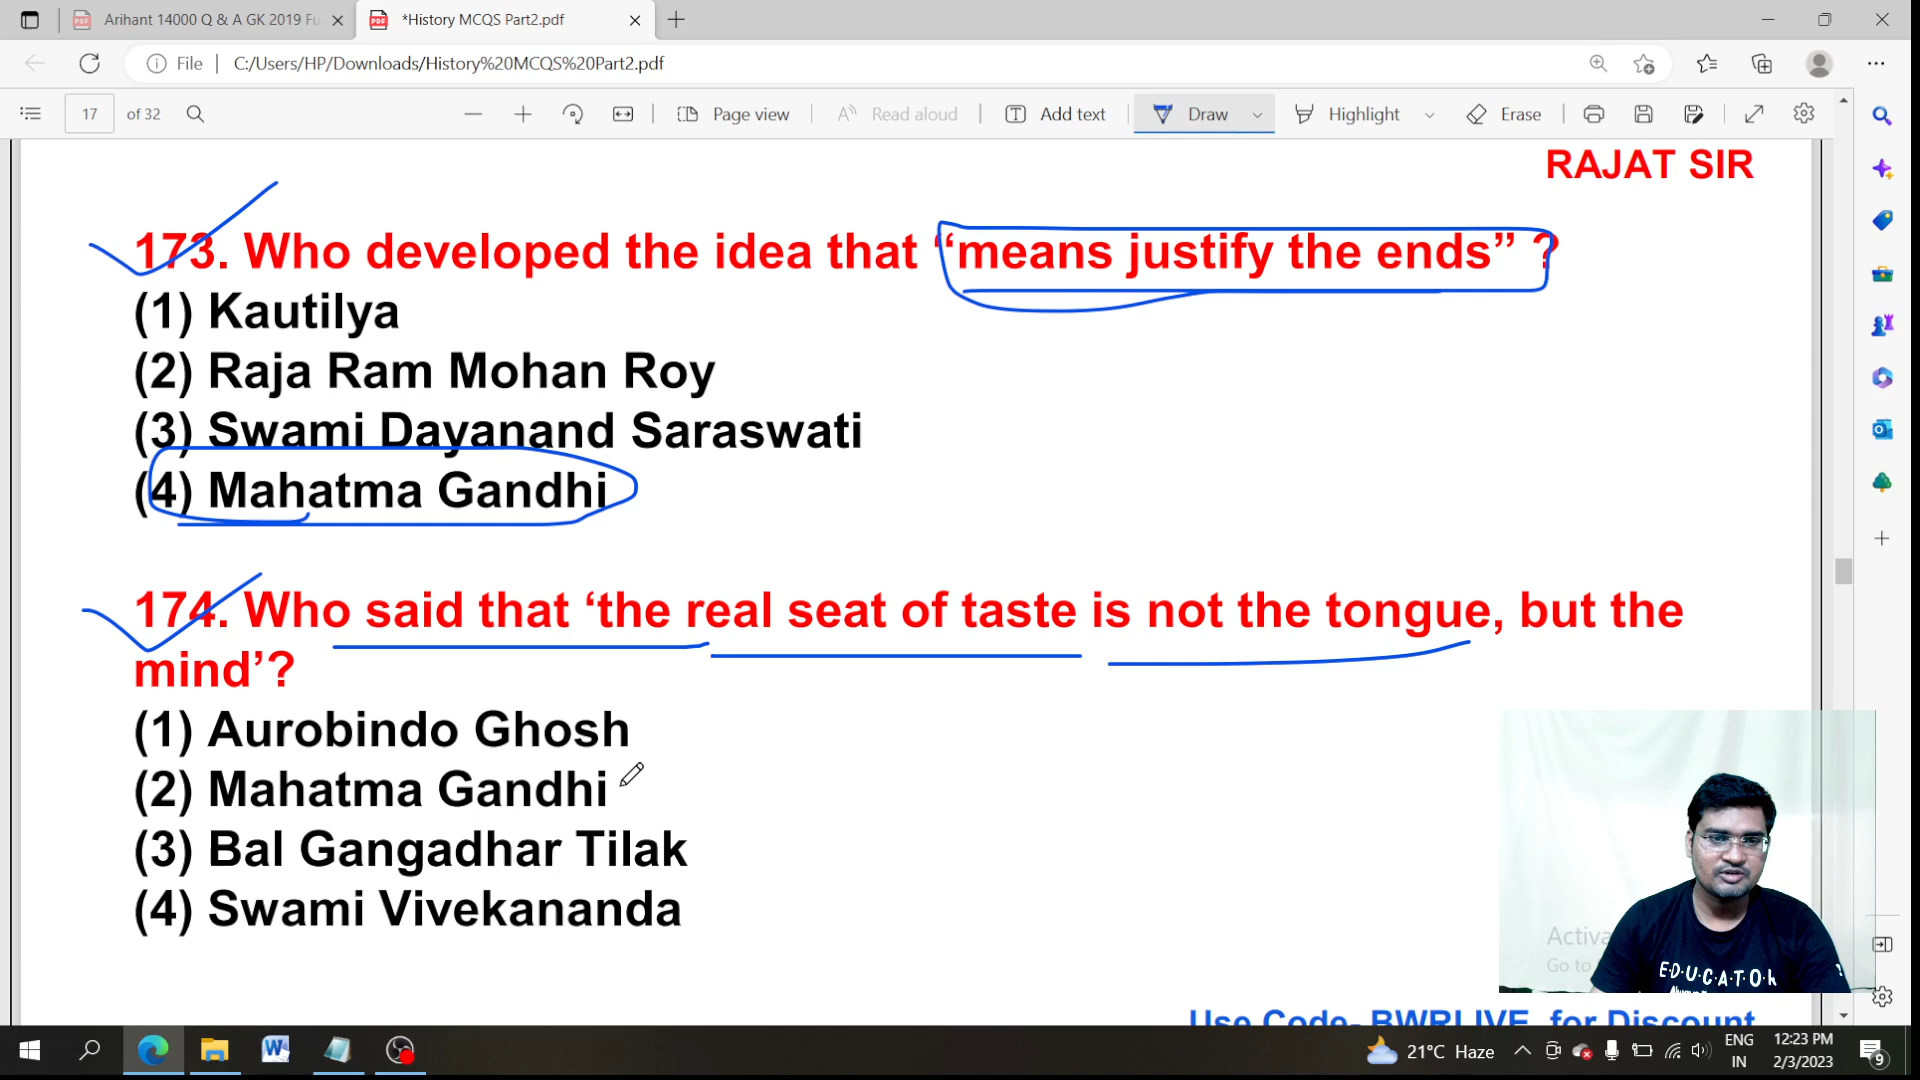 Arihant 14000 Q & A GK 2019 Fu
*History MCQS Part2.pdf
File
C:/Users/HP/Downloads/History%20MCQS%20Part2.pdf
17 of 32
Page view
Read aloud
Add text
Draw
Highlight
Erase
RAJAT SIR
173. Who developed the idea that “means justify the ends” ?
(1) Kautilya
(2) Raja Ram Mohan Roy
(3) Swami Dayanand Saraswati
(4) Mahatma Gandhi
174. Who said that ‘the real seat of taste is not the tongue, but the
mind’?
(1) Aurobindo Ghosh
(2) Mahatma Gandhi
(3) Bal Gangadhar Tilak
(4) Swami Vivekananda
Activa
Go to
E·D·U·C·A·T·O·R
Use Code- BWRLIVE for Discount
21°C Haze
ENG
IN
12:23 PM
2/3/2023
9